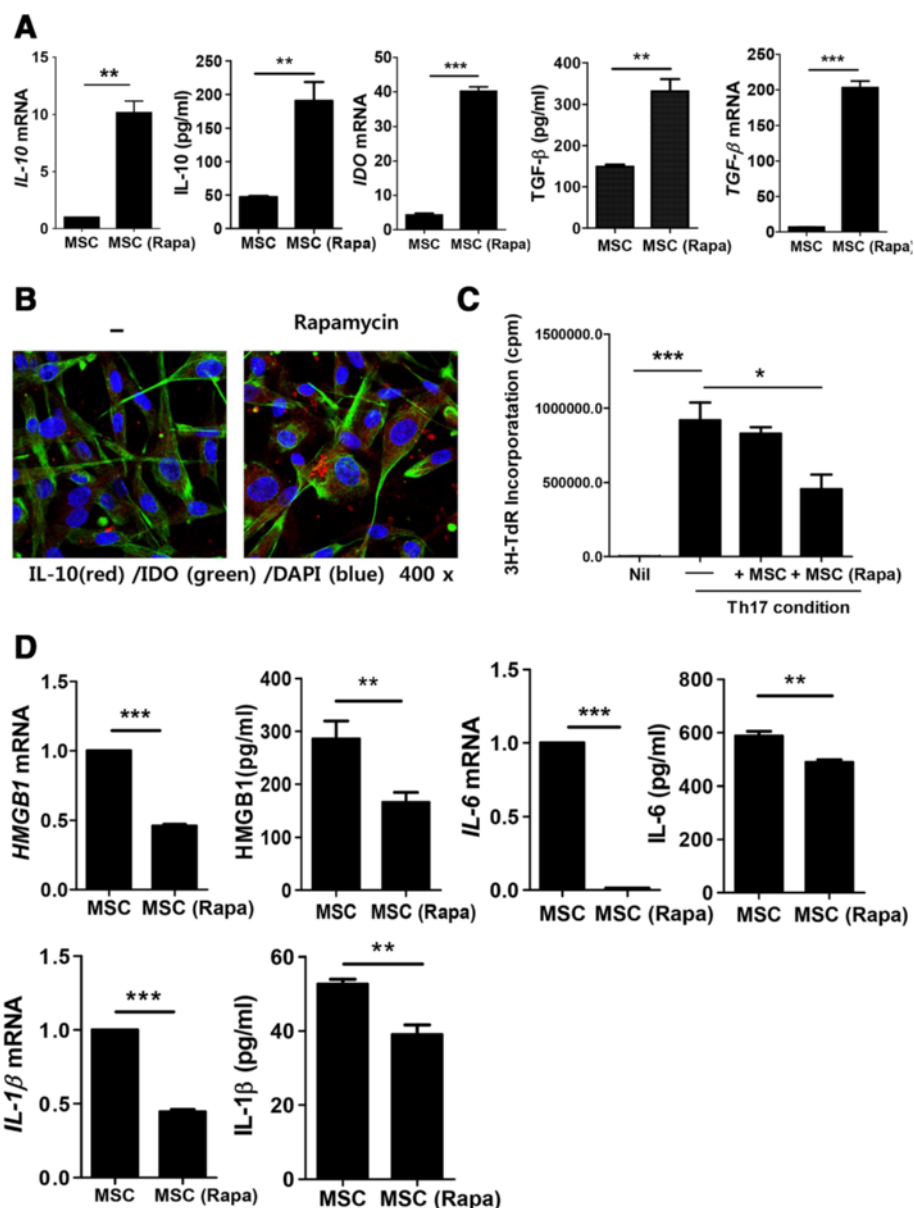 A
IL-10 mRNA
15
10
5
0
**
MSC MSC (Rapa)
IL-10 (pg/ml)
250
200
150
100
50
0
**
MSC MSC (Rapa)
IDO mRNA
50
40
30
20
10
0
***
MSC MSC (Rapa)
TGF-β (pg/ml)
400
300
200
100
0
**
MSC MSC (Rapa)
TGF-β mRNA
250
200
150
100
50
0
***
MSC MSC (Rapa)
B
–
Rapamycin
IL-10(red) /IDO (green) /DAPI (blue) 400 x
C
3H-TdR Incorporatation (cpm)
1500000.0
1000000.0
500000.0
0.0
***
*
Nil — + MSC + MSC (Rapa)
Th17 condition
D
HMGB1 mRNA
1.5
1.0
0.5
0.0
***
MSC MSC (Rapa)
HMGB1(pg/ml)
400
300
200
100
0
**
MSC MSC (Rapa)
IL-6 mRNA
1.5
1.0
0.5
0.0
***
MSC MSC (Rapa)
IL-6 (pg/ml)
800
600
400
200
0
**
MSC MSC (Rapa)
IL-1β mRNA
1.5
1.0
0.5
0.0
***
MSC MSC (Rapa)
IL-1β (pg/ml)
60
40
20
0
**
MSC MSC (Rapa)